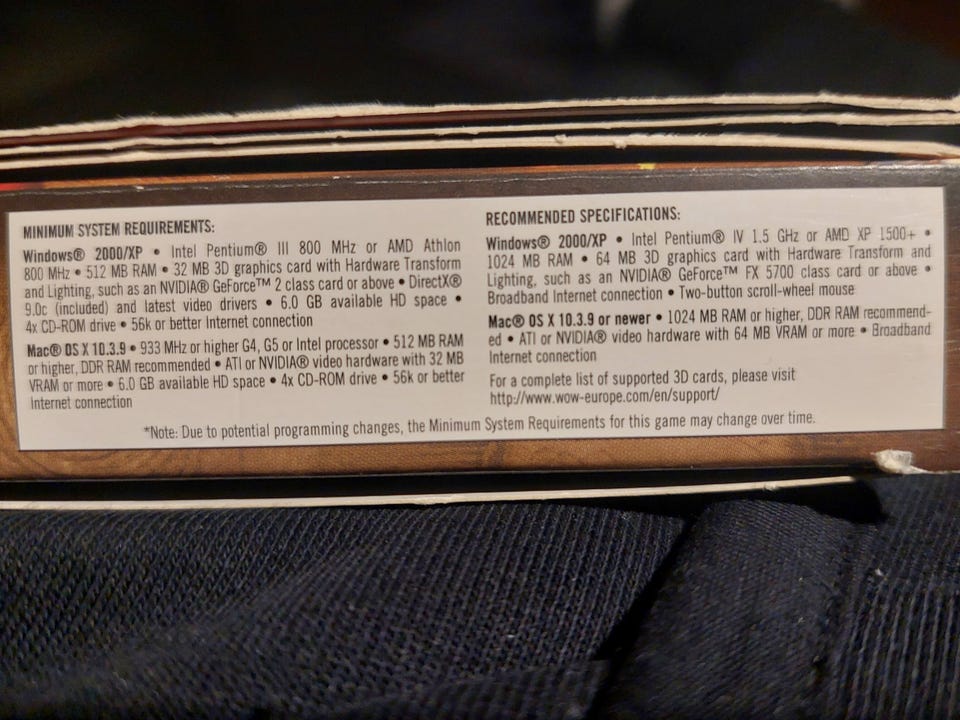 MINIMUM SYSTEM REQUIREMENTS:
Windows® 2000/XP • Intel Pentium® III 800 MHz or AMD Athlon
800 MHz • 512 MB RAM • 32 MB 3D graphics card with Hardware Transform
and Lighting, such as an NVIDIA® GeForce™ 2 class card or above • DirectX®
9.0c (included) and latest video drivers • 6.0 GB available HD space •
4x CD-ROM drive • 56k or better Internet connection
Mac® OS X 10.3.9 • 933 MHz or higher G4, G5 or Intel processor • 512 MB RAM
or higher, DDR RAM recommended • ATI or NVIDIA® video hardware with 32 MB
VRAM or more • 6.0 GB available HD space • 4x CD-ROM drive • 56k or better
Internet connection
RECOMMENDED SPECIFICATIONS:
Windows® 2000/XP • Intel Pentium® IV 1.5 GHz or AMD XP 1500+ •
1024 MB RAM • 64 MB 3D graphics card with Hardware Transform and
Lighting, such as an NVIDIA® GeForce™ FX 5700 class card or above •
Broadband Internet connection • Two-button scroll-wheel mouse
Mac® OS X 10.3.9 or newer • 1024 MB RAM or higher, DDR RAM recommend-
ed • ATI or NVIDIA® video hardware with 64 MB VRAM or more • Broadband
Internet connection
For a complete list of supported 3D cards, please visit
http://www.wow-europe.com/en/support/
*Note: Due to potential programming changes, the Minimum System Requirements for this game may change over time.